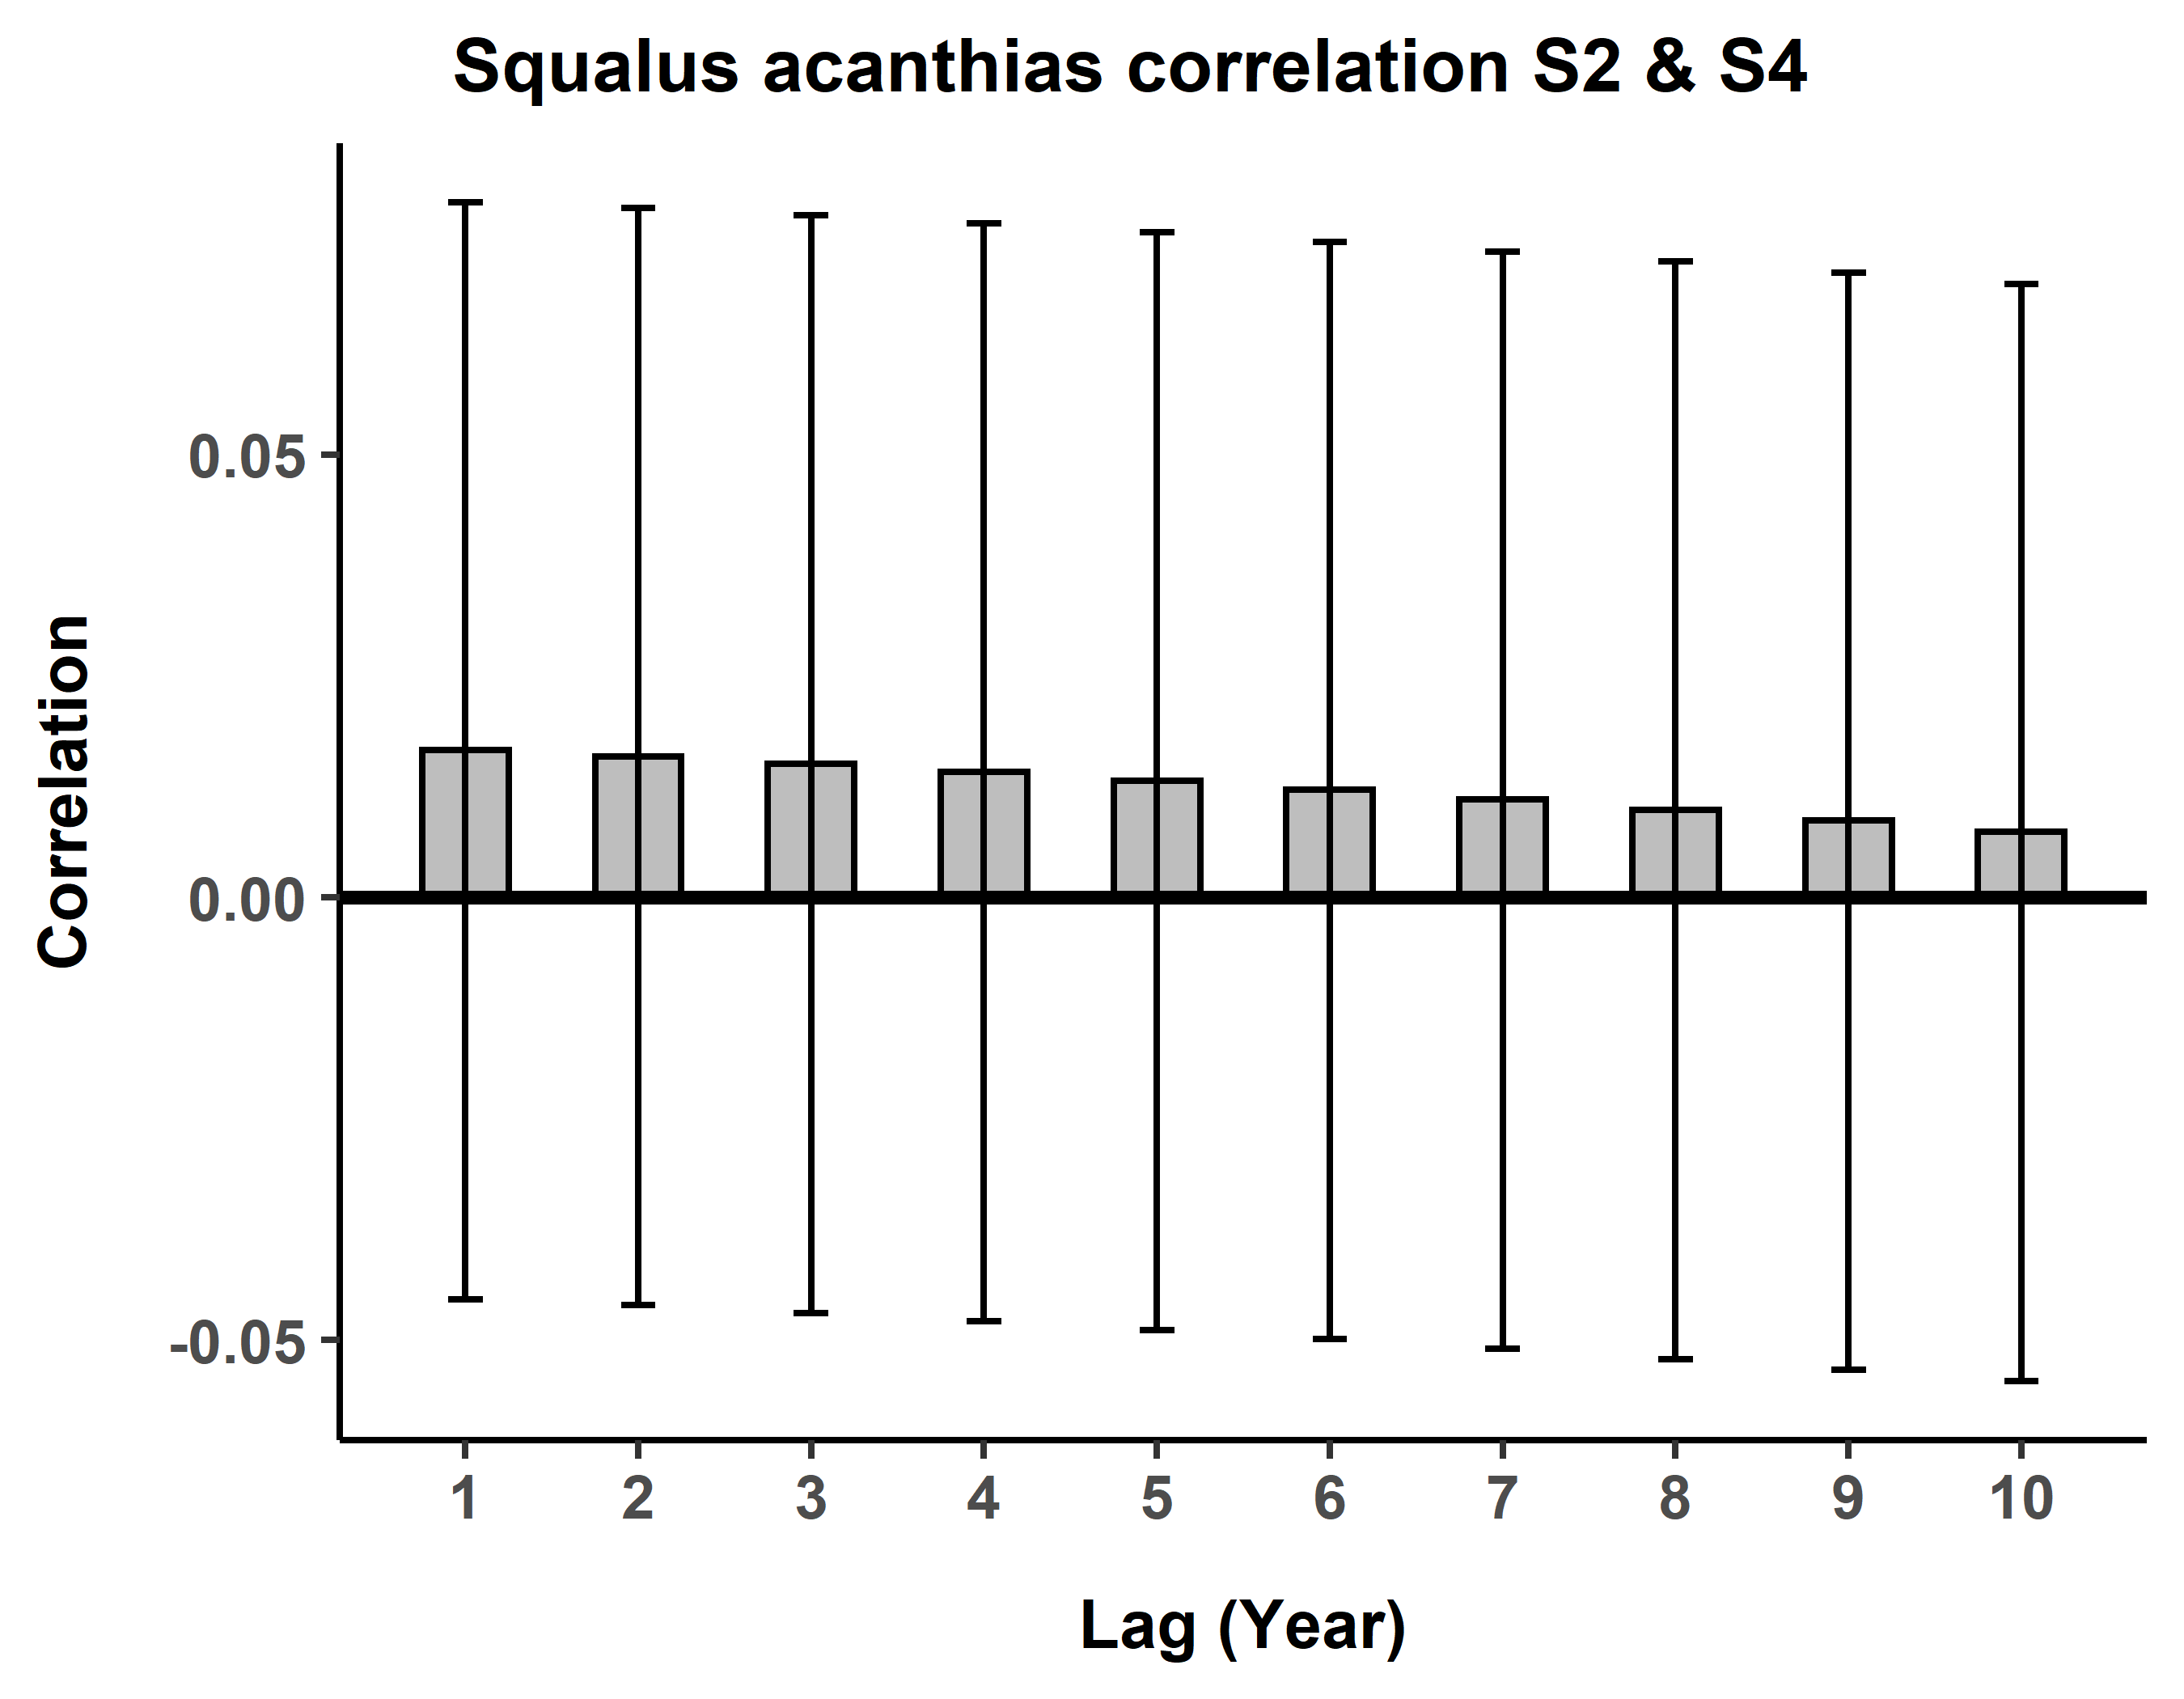 Squalus acanthias correlation S2 & S4
Correlation
0.05
0.00
-0.05
1 2 3 4 5 6 7 8 9 10
Lag (Year)